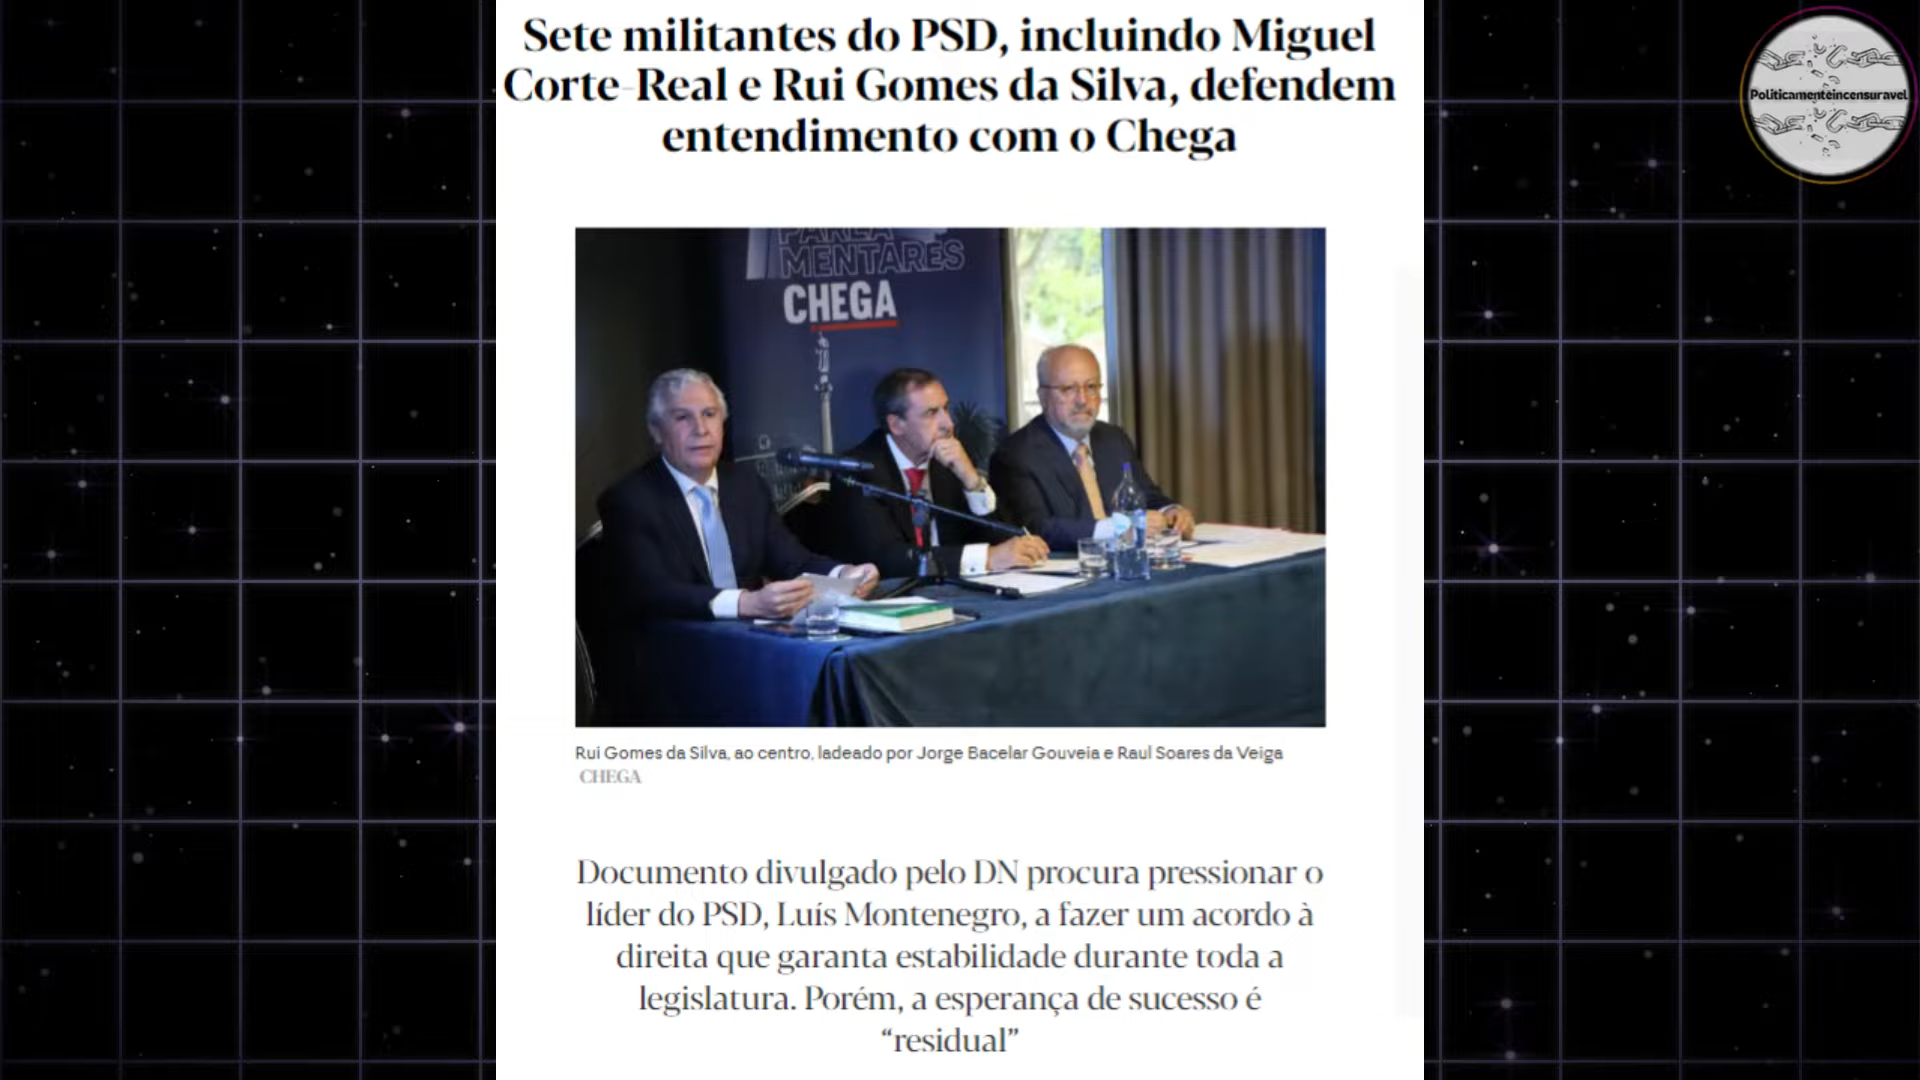 Sete militantes do PSD, incluindo Miguel
Corte-Real e Rui Gomes da Silva, defendem
entendimento com o Chega
Politicamenteincensuravel
PARLA
MENTARES
CHEGA
Rui Gomes da Silva, ao centro, ladeado por Jorge Bacelar Gouveia e Raul Soares da Veiga
CHEGA
Documento divulgado pelo DN procura pressionar o
líder do PSD, Luís Montenegro, a fazer um acordo à
direita que garanta estabilidade durante toda a
legislatura. Porém, a esperança de sucesso é
“residual”